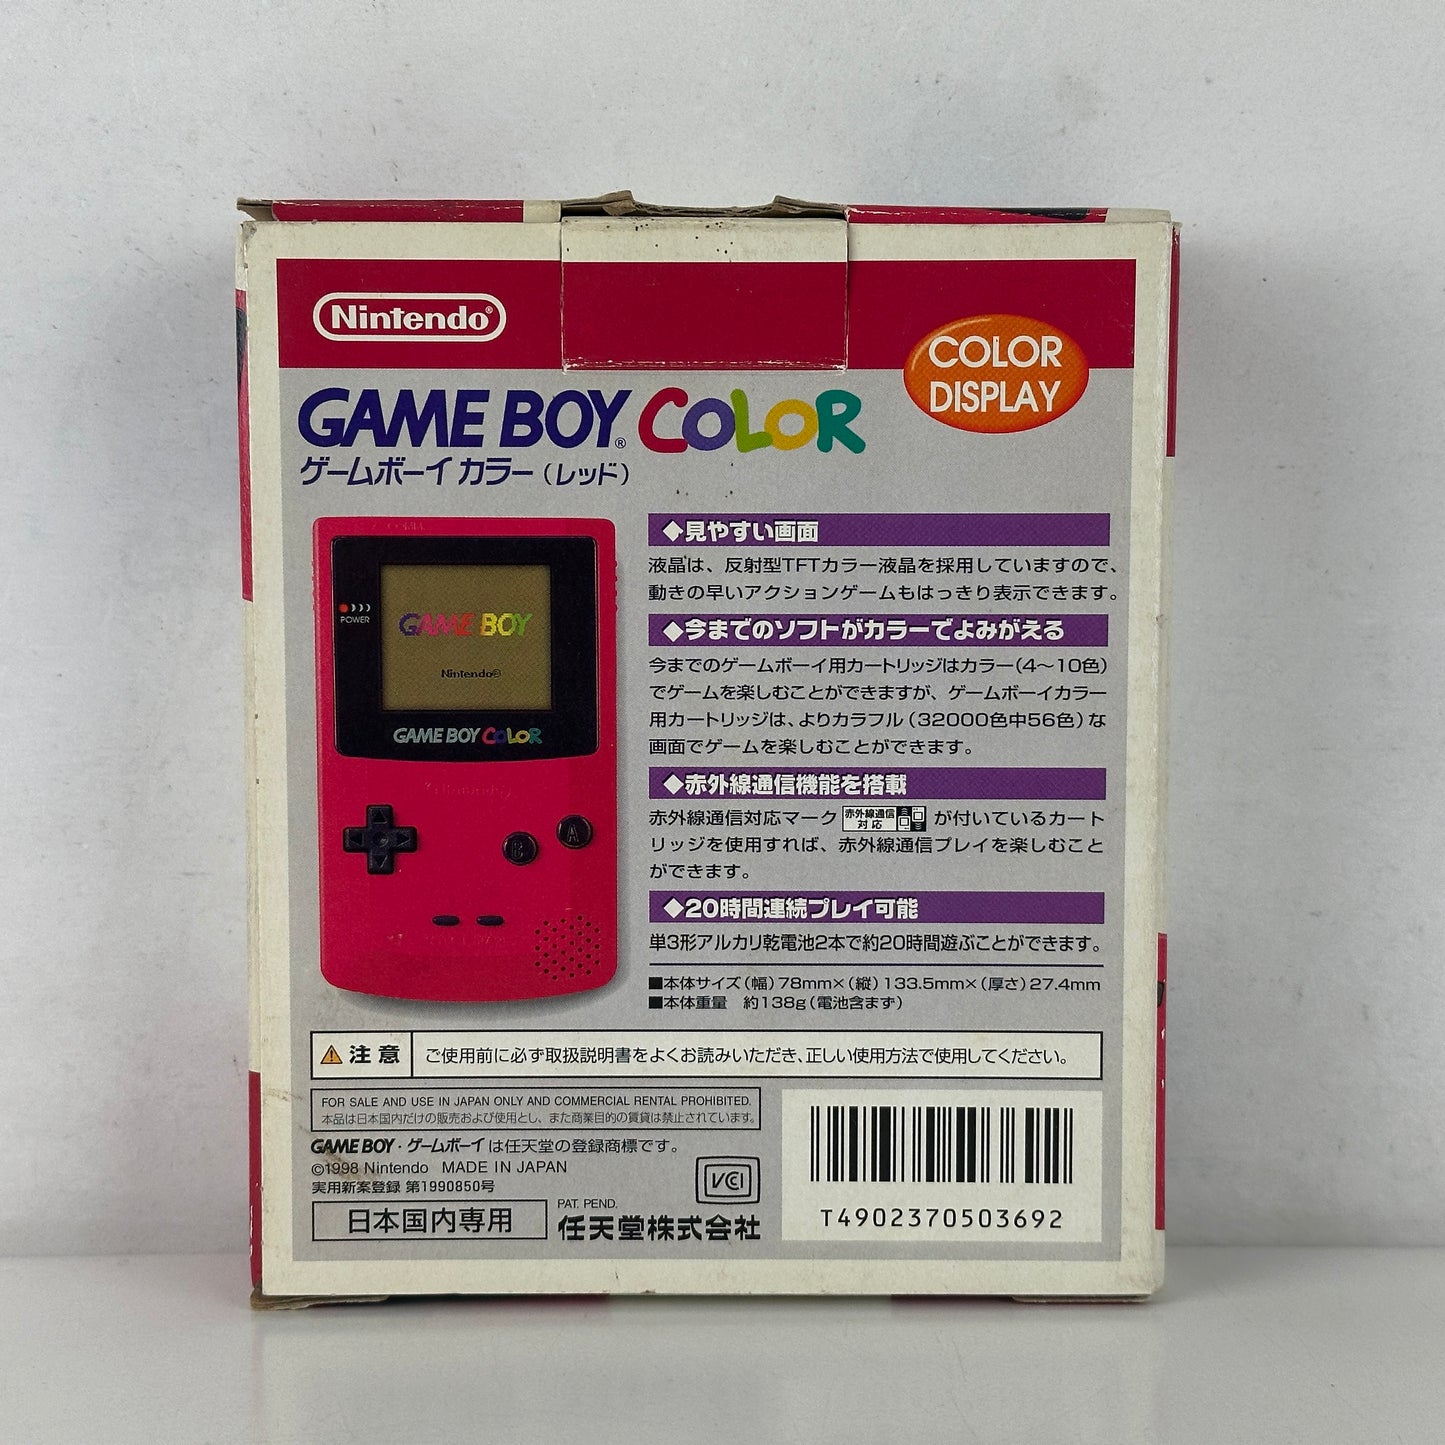 Nintendo®
COLOR
DISPLAY
GAME BOY® COLOR
ゲームボーイ カラー（レッド）
POWER
GAME BOY
Nintendo®
GAME BOY COLOR
B
A
◆見やすい画面
液晶は、反射型TFTカラー液晶を採用していますので、
動きの早いアクションゲームもはっきり表示できます。
◆今までのソフトがカラーでよみがえる
今までのゲームボーイ用カートリッジはカラー（4〜10色）
でゲームを楽しむことができますが、ゲームボーイカラー
用カートリッジは、よりカラフル（32000色中56色）な
画面でゲームを楽しむことができます。
◆赤外線通信機能を搭載
赤外線通信対応マーク 赤外線通信対応 が付いているカート
リッジを使用すれば、赤外線通信プレイを楽しむこと
ができます。
◆20時間連続プレイ可能
単3形アルカリ乾電池2本で約20時間遊ぶことができます。
■本体サイズ（幅）78mm×（縦）133.5mm×（厚さ）27.4mm
■本体重量　約138g（電池含まず）
注意 ご使用前に必ず取扱説明書をよくお読みいただき、正しい使用方法で使用してください。
FOR SALE AND USE IN JAPAN ONLY AND COMMERCIAL RENTAL PROHIBITED.
本品は日本国内だけの販売および使用とし、また商業目的の賃貸は禁止されています。
GAME BOY・ゲームボーイは任天堂の登録商標です。
©1998 Nintendo MADE IN JAPAN
実用新案登録 第1990850号
日本国内専用
PAT. PEND.
任天堂株式会社
VCI
T4902370503692